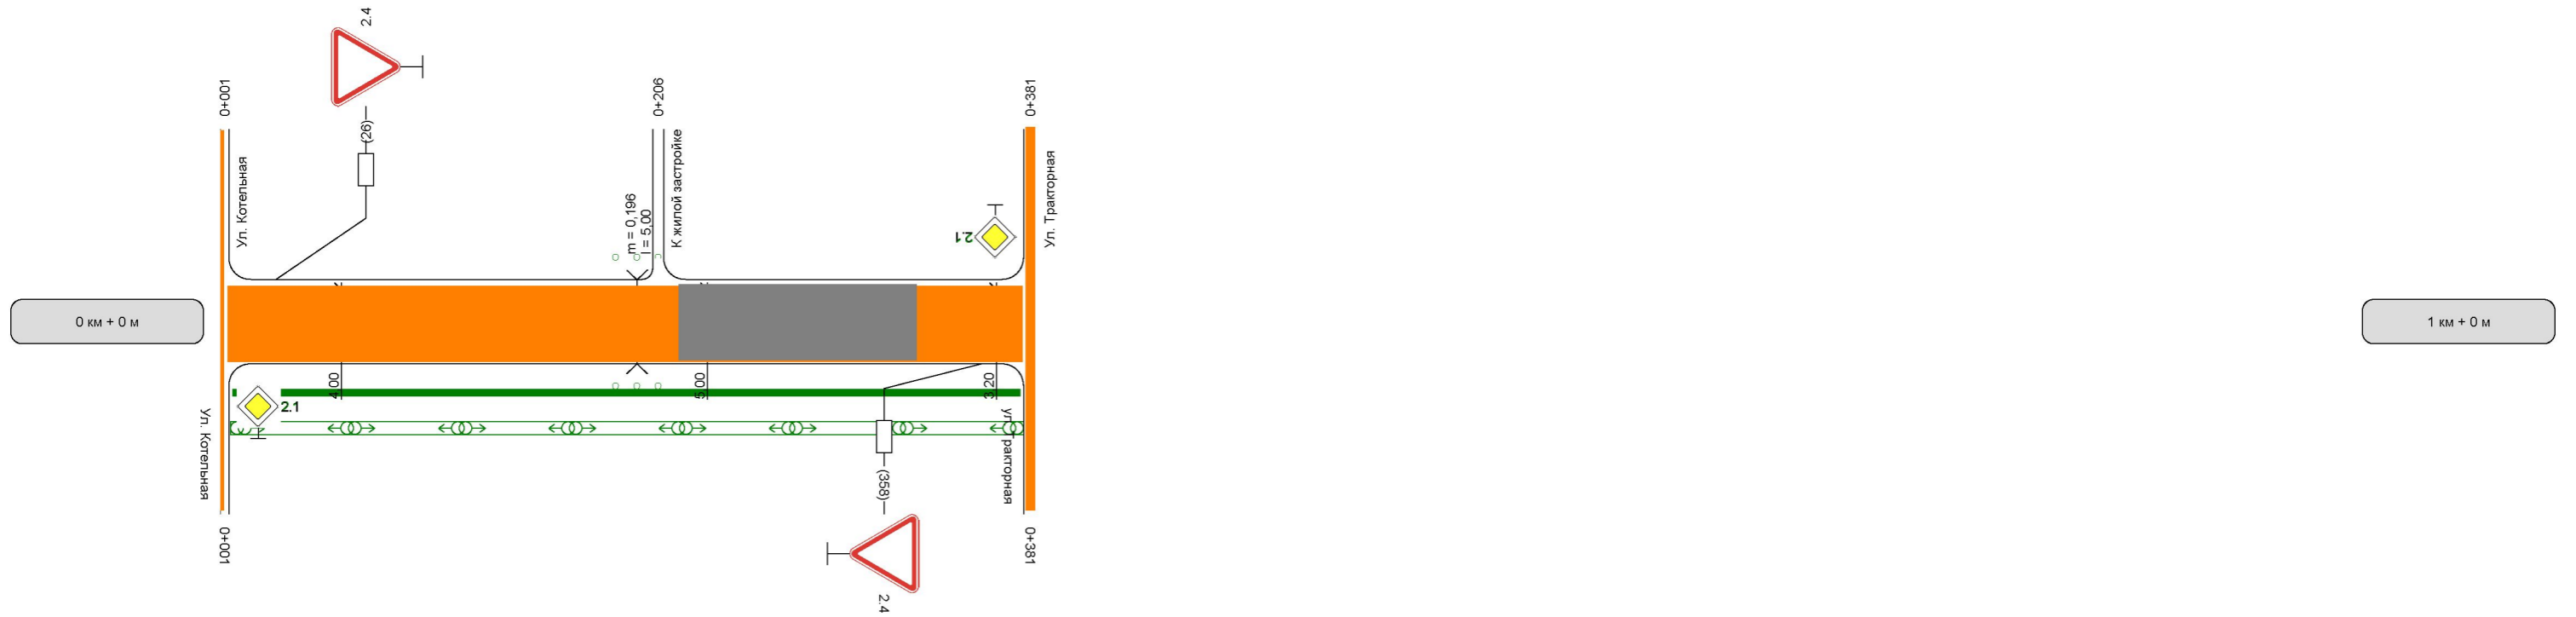 2.4
0+001
0+206
0+381
(26)
Ул. Котельная
К жилой застройке
Ул. Тракторная
m = 0,196
l = 5,00
2.1
0 км + 0 м
1 км + 0 м
4,00
5,00
3,20
2.1
Ул. Котельная
ул. Тракторная
(358)
0+001
0+381
2.4